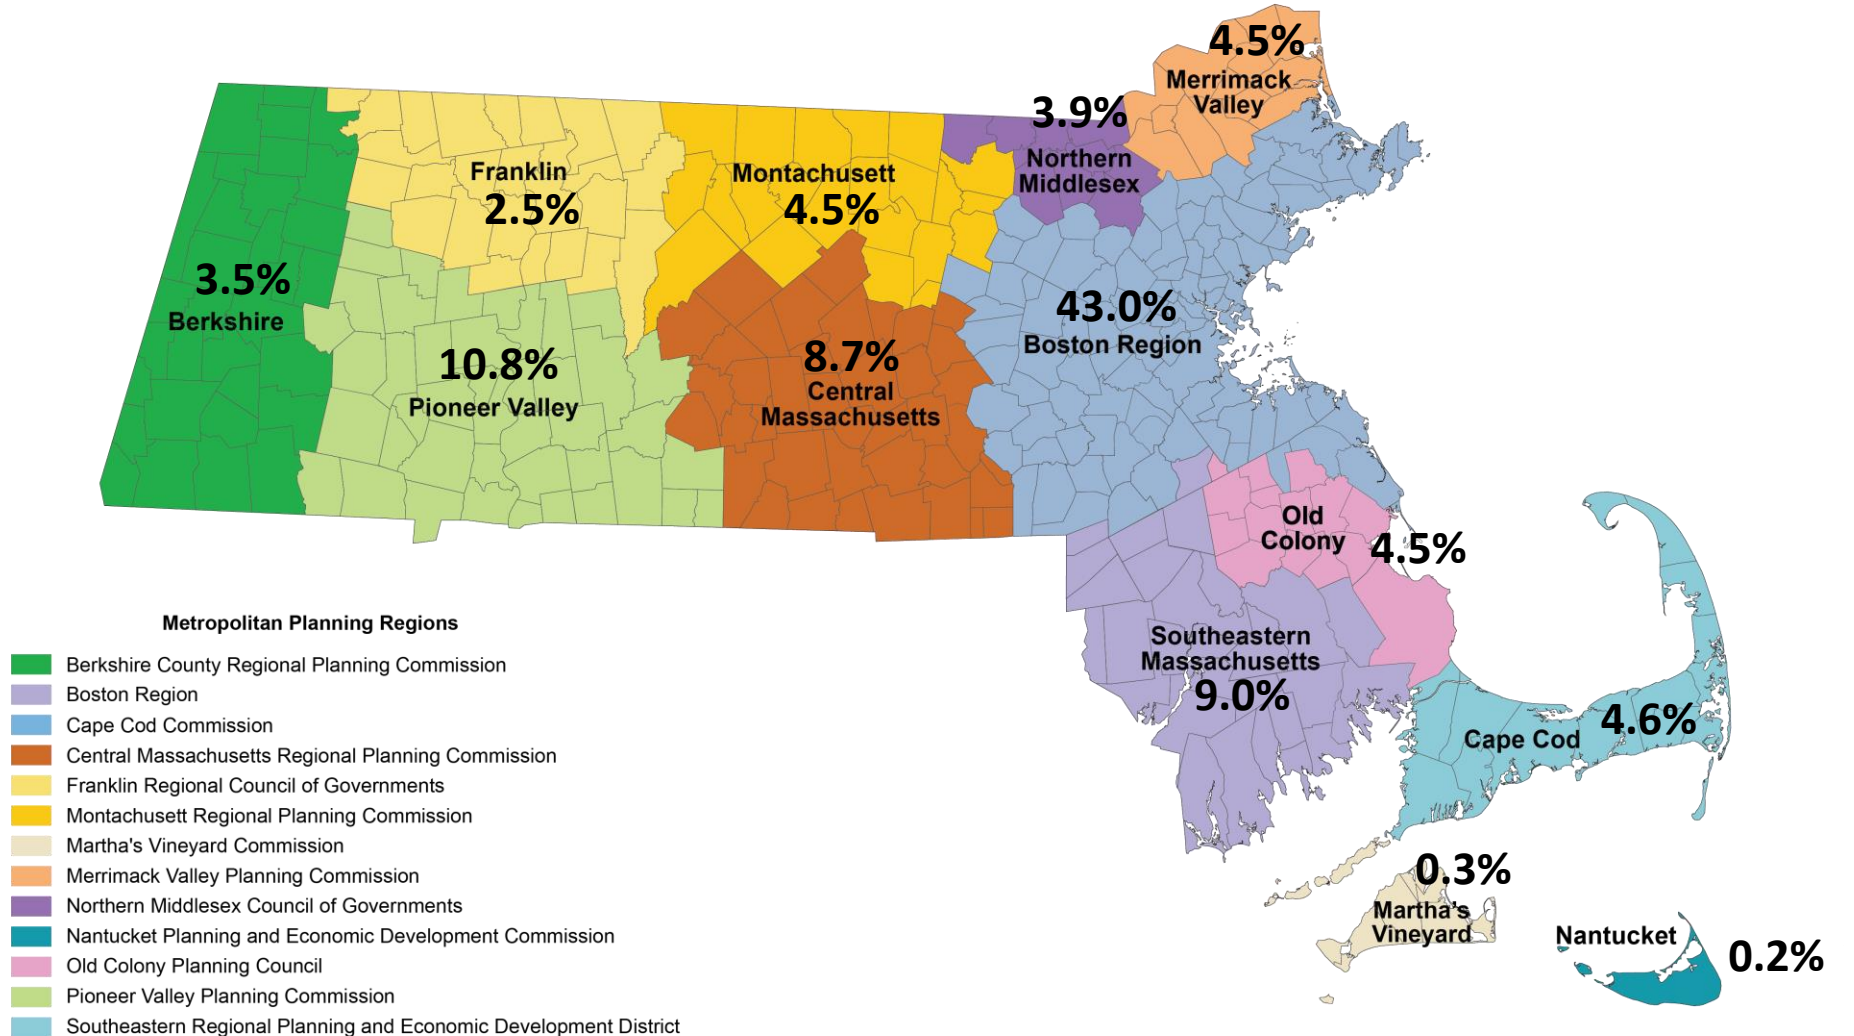 4.5%
Merrimack
Valley
3.9%
Northern
Middlesex
Franklin
2.5%
Montachusett
4.5%
3.5%
Berkshire
43.0%
Boston Region
10.8%
Pioneer Valley
8.7%
Central
Massachusetts
Old
Colony
4.5%
Southeastern
Massachusetts
9.0%
Cape Cod
4.6%
0.3%
Martha's
Vineyard
Nantucket
0.2%
Metropolitan Planning Regions
Berkshire County Regional Planning Commission
Boston Region
Cape Cod Commission
Central Massachusetts Regional Planning Commission
Franklin Regional Council of Governments
Montachusett Regional Planning Commission
Martha's Vineyard Commission
Merrimack Valley Planning Commission
Northern Middlesex Council of Governments
Nantucket Planning and Economic Development Commission
Old Colony Planning Council
Pioneer Valley Planning Commission
Southeastern Regional Planning and Economic Development District